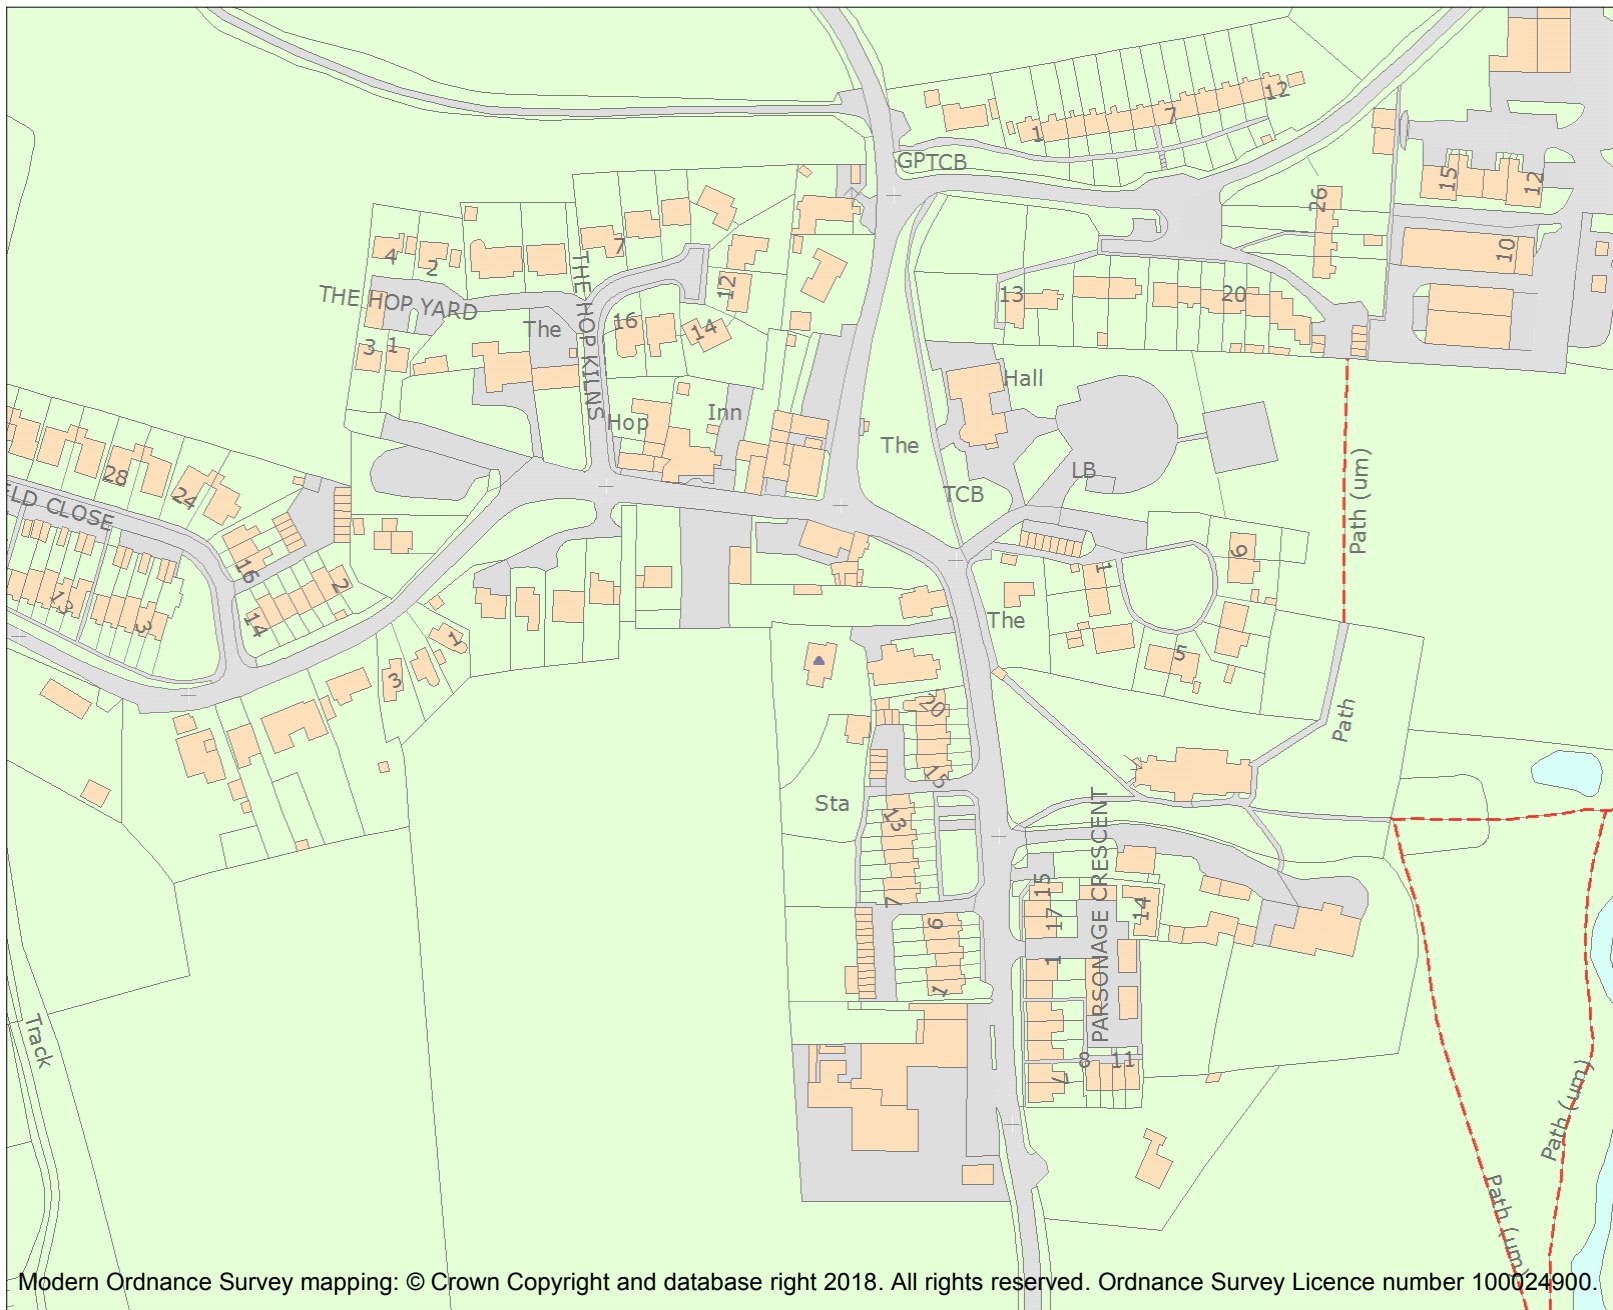 12
7
1
GPTCB
15
12
26
10
7
4
2
THE HOP YARD
THE HOP KILNS
The
12
16
14
13
20
3 1
Hall
Hop
Inn
The
LB
TCB
Path (um)
28
24
ELD CLOSE
16
2
14
13
3
1
3
9
1
The
5
20
15
Path
Sta
13
7
6
1
PARSONAGE CRESCENT
15
17
14
1
8
11
7
Track
Path (um)
Path (um)
Modern Ordnance Survey mapping: © Crown Copyright and database right 2018. All rights reserved. Ordnance Survey Licence number 100024900.